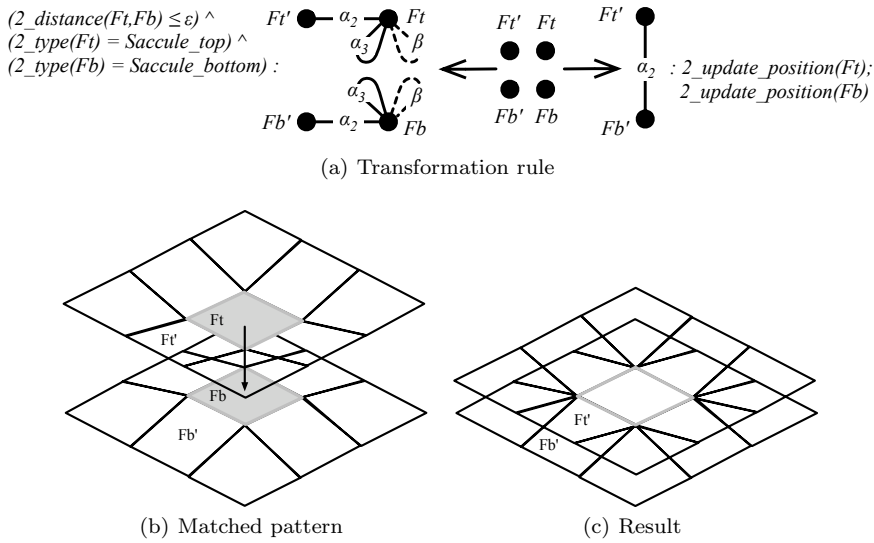 (2_distance(Ft,Fb) ≤ ε) ^
(2_type(Ft) = Saccule_top) ^
(2_type(Fb) = Saccule_bottom) :
Ft' α2 Ft
α3 β
α3 β
Fb' α2 Fb
Ft' Ft
Fb' Fb
Ft'
α2 : 2_update_position(Ft);
2_update_position(Fb)
Fb'
(a) Transformation rule
Ft
Ft'
Fb
Fb'
Ft'
Fb'
(b) Matched pattern
(c) Result